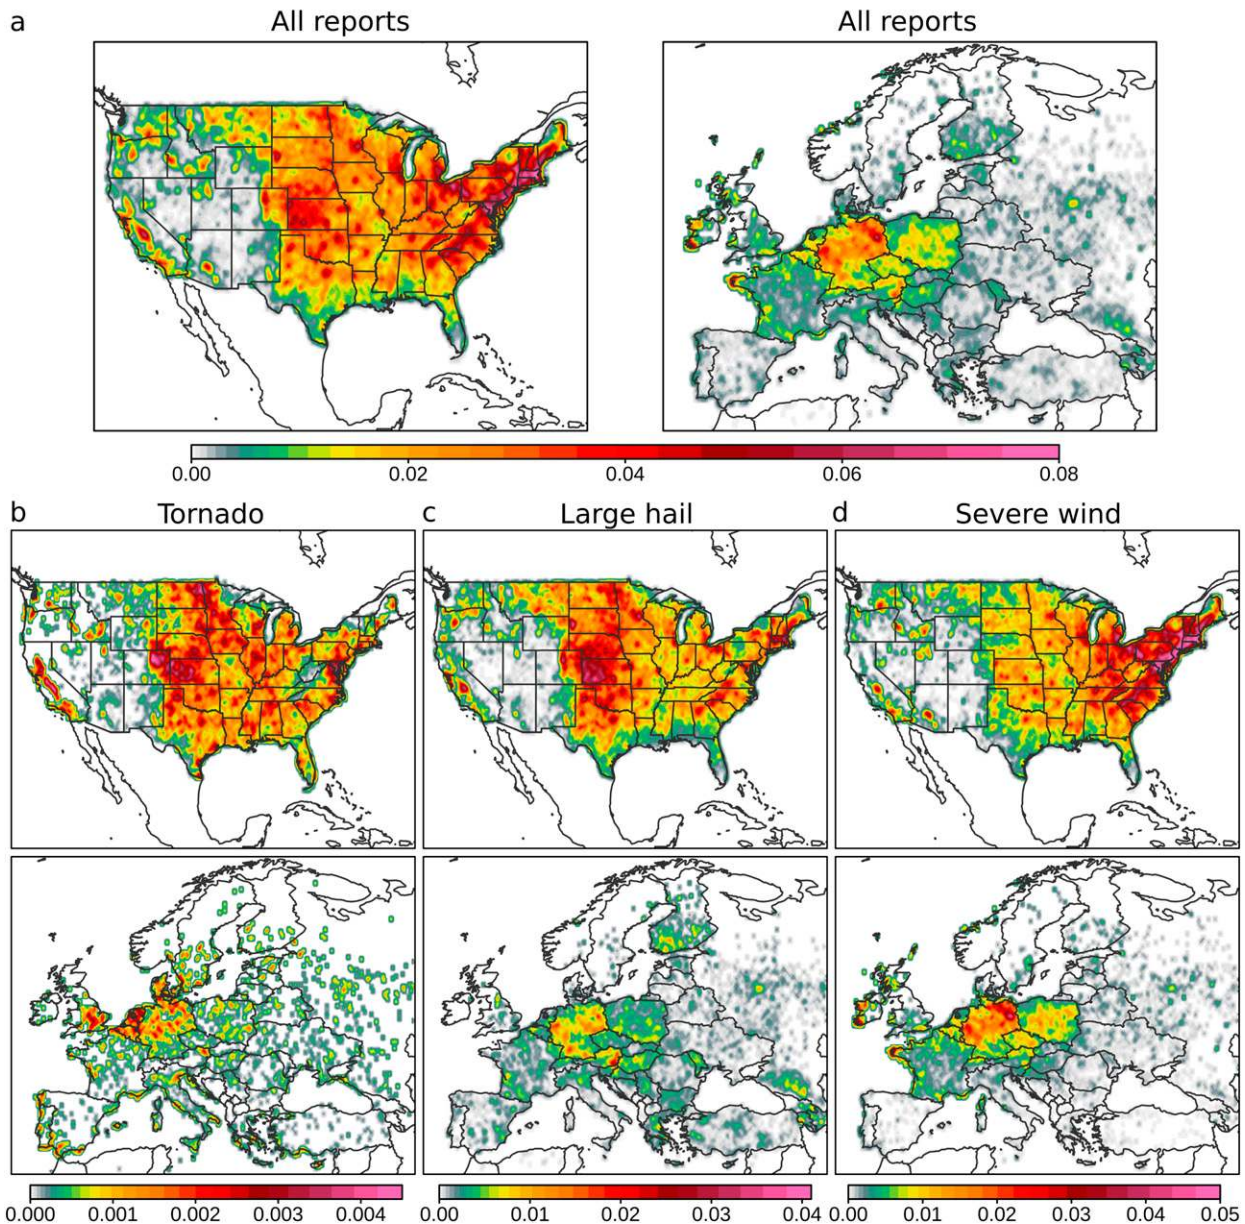 a
All reports
All reports
0.00 0.02 0.04 0.06 0.08
b Tornado
c Large hail
d Severe wind
0.000 0.001 0.002 0.003 0.004
0.00 0.01 0.02 0.03 0.04
0.00 0.01 0.02 0.03 0.04 0.05